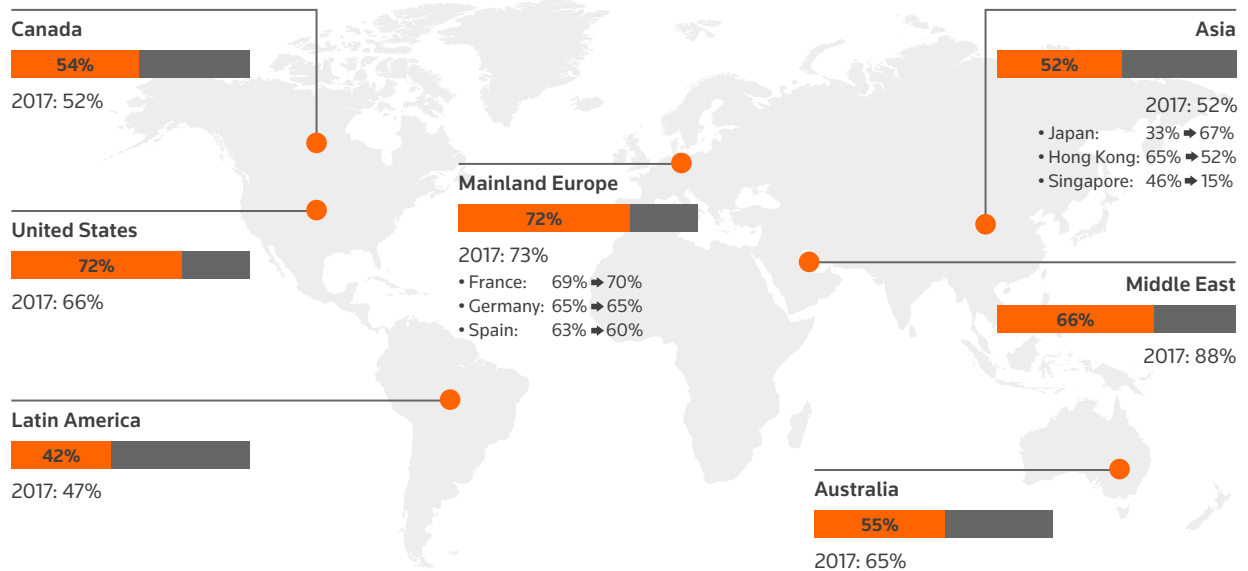 Canada
54%
2017: 52%
United States
72%
2017: 66%
Latin America
42%
2017: 47%
Mainland Europe
72%
2017: 73%
• France: 69% ➡ 70%
• Germany: 65% ➡ 65%
• Spain: 63% ➡ 60%
Asia
52%
2017: 52%
• Japan: 33% ➡ 67%
• Hong Kong: 65% ➡ 52%
• Singapore: 46% ➡ 15%
Middle East
66%
2017: 88%
Australia
55%
2017: 65%